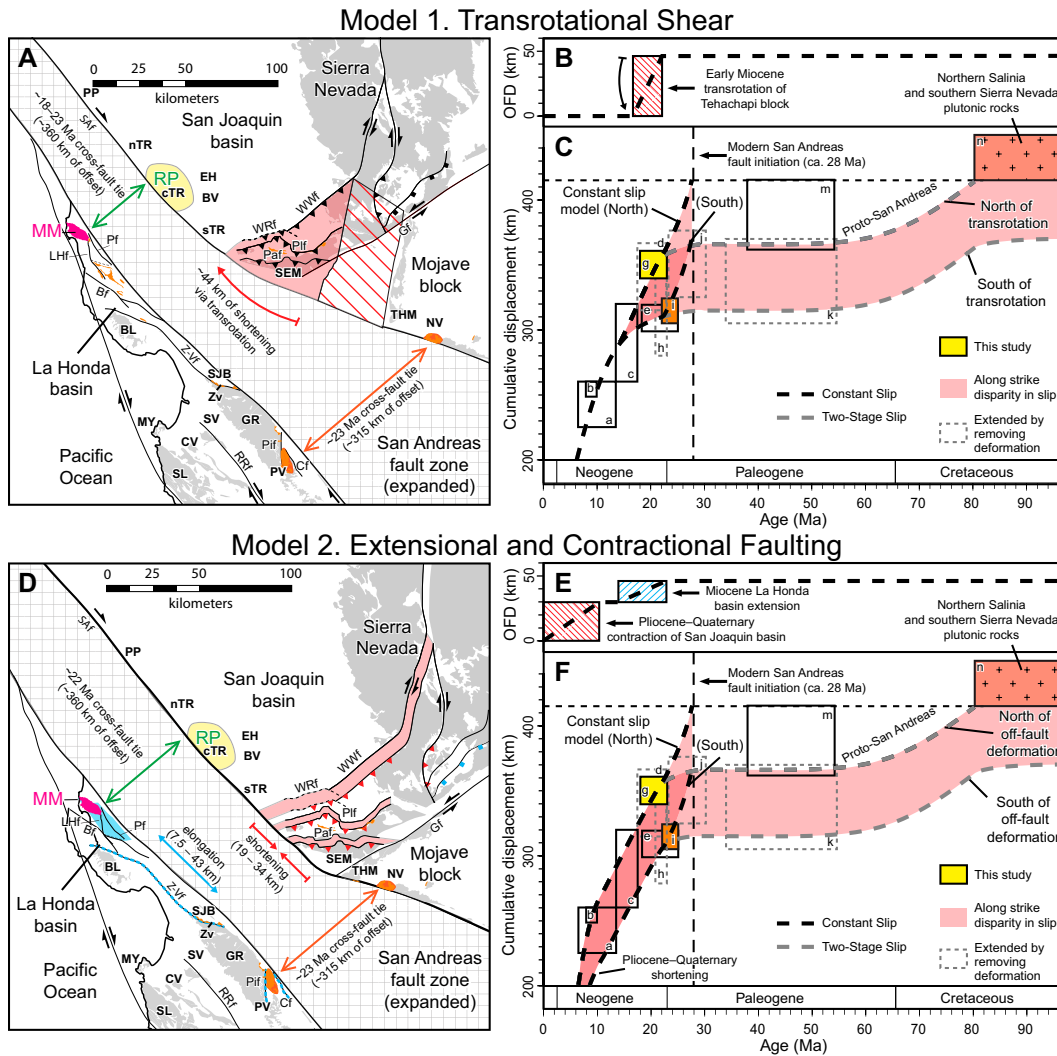 Model 1. Transrotational Shear
A
0 25 50 100
kilometers
Sierra
Nevada
PP
SAf
San Joaquin
basin
nTR
~18–23 Ma cross-fault tie
(~360 km of offset)
RP
cTR
EH
BV
sTR
MM
LHf
Pf
Bf
BL
La Honda
basin
WRf
WWf
Plf
Paf
SEM
Gf
Mojave
block
THM
NV
~44 km of shortening
via transrotation
Z-Vf
SJB
Zv
MY
SV
GR
CV
SL
RRf
Pif
PV
Cf
Pacific
Ocean
~23 Ma cross-fault tie
(~315 km of offset)
San Andreas
fault zone
(expanded)
B
OFD (km)
50
0
Early Miocene
transrotation of
Tehachapi block
Northern Salinia
and southern Sierra Nevada
plutonic rocks
C
Cumulative displacement (km)
400
300
200
Modern San Andreas
fault initiation (ca. 28 Ma)
Constant slip
model (North)
(South)
n
m
Proto-San Andreas
North of
transrotation
South of
transrotation
d
j
g
e
i
h
k
c
b
a
This study
Along strike
disparity in slip
Extended by
removing
deformation
Constant Slip
Two-Stage Slip
Neogene Paleogene Cretaceous
0 10 20 30 40 50 60 70 80 90
Age (Ma)
Model 2. Extensional and Contractional Faulting
D
0 25 50 100
kilometers
Sierra
Nevada
SAf
PP
San Joaquin
basin
nTR
~22 Ma cross-fault tie
(~360 km of offset)
RP
cTR
EH
BV
sTR
MM
LHf
Bf
Pf
BL
La Honda
basin
elongation
(7.5 – 43 km)
shortening
(19 – 34 km)
WRf
WWf
Plf
Paf
SEM
Gf
THM
NV
Mojave
block
Z-Vf
SJB
Zv
MY
SV
GR
CV
SL
RRf
Pif
PV
Cf
Pacific
Ocean
~23 Ma cross-fault tie
(~315 km of offset)
San Andreas
fault zone
(expanded)
E
OFD (km)
50
0
Miocene La Honda
basin extension
Pliocene–Quaternary
contraction of San Joaquin basin
Northern Salinia
and southern Sierra Nevada
plutonic rocks
F
Cumulative displacement (km)
400
300
200
Modern San Andreas
fault initiation (ca. 28 Ma)
Constant slip
model (North)
(South)
n
m
Proto-San Andreas
North of
off-fault
deformation
South of
off-fault
deformation
d
j
g
e
i
h
k
c
b
a
Pliocene–Quaternary
shortening
This study
Along strike
disparity in slip
Extended by
removing
deformation
Constant Slip
Two-Stage Slip
Neogene Paleogene Cretaceous
0 10 20 30 40 50 60 70 80 90
Age (Ma)